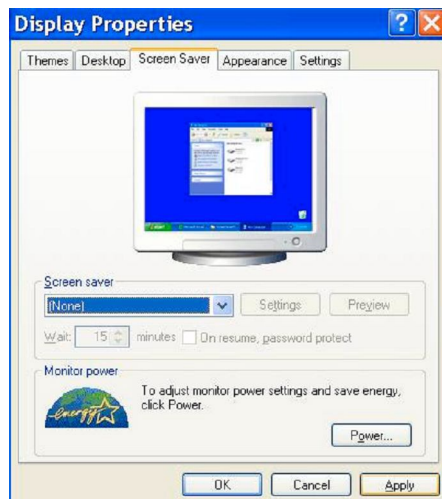 Display Properties
Themes Desktop Screen Saver Appearance Settings
Screen saver
(None) Settings Preview
Wait: 15 minutes On resume, password protect
Monitor power
energy
To adjust monitor power settings and save energy,
click Power.
Power...
OK Cancel Apply